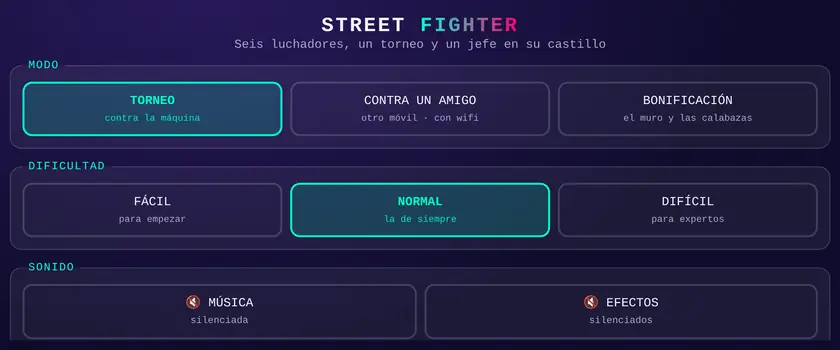 STREET FIGHTER
Seis luchadores, un torneo y un jefe en su castillo
MODO
TORNEO
contra la máquina
CONTRA UN AMIGO
otro móvil · con wifi
BONIFICACIÓN
el muro y las calabazas
DIFICULTAD
FÁCIL
para empezar
NORMAL
la de siempre
DIFÍCIL
para expertos
SONIDO
🔇 MÚSICA
silenciada
🔇 EFECTOS
silenciados